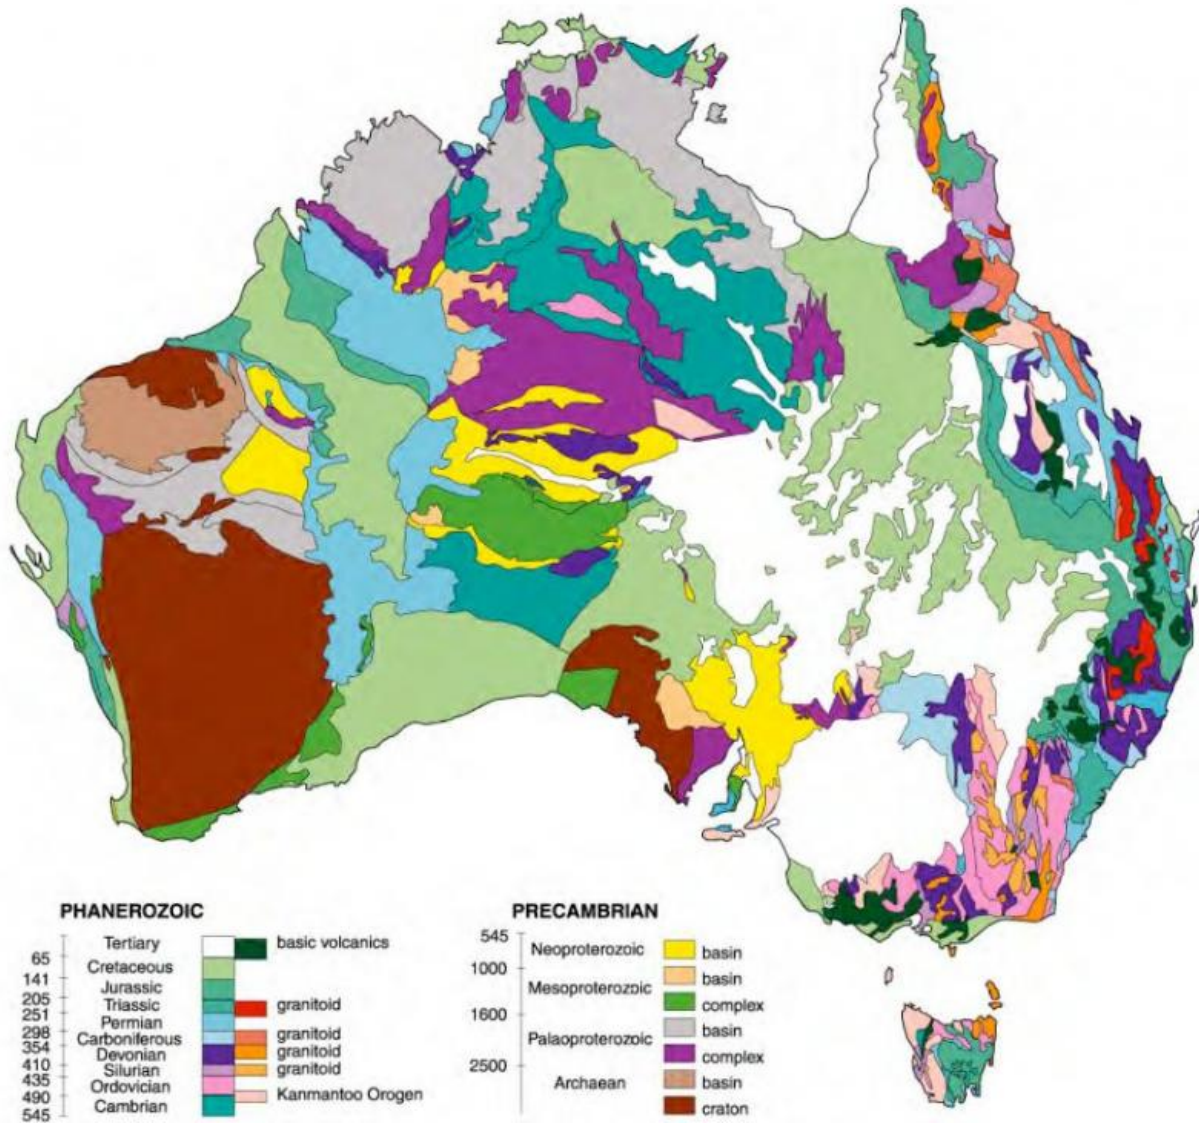 PHANEROZOIC
Tertiary
basic volcanics
65
Cretaceous
141
Jurassic
205
Triassic
granitoid
251
Permian
298
Carboniferous
granitoid
354
Devonian
granitoid
410
Silurian
granitoid
435
Ordovician
490
Kanmantoo Orogen
Cambrian
545
PRECAMBRIAN
545
Neoproterozoic
basin
1000
basin
Mesoproterozoic
complex
1600
basin
Palaoproterozoic
complex
2500
basin
Archaean
craton